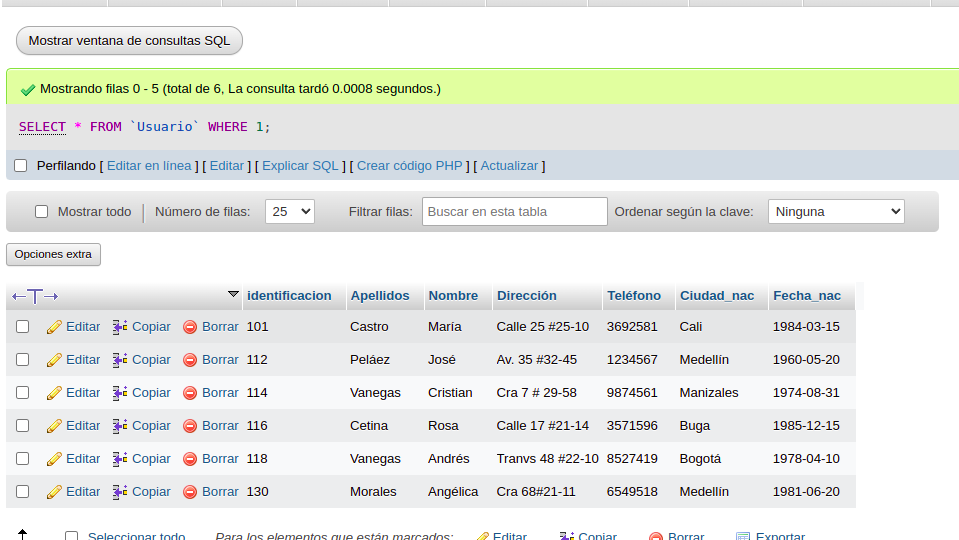 Mostrar ventana de consultas SQL
Mostrando filas 0 - 5 (total de 6, La consulta tardó 0.0008 segundos.)
SELECT * FROM `Usuario` WHERE 1;
Perfilando [ Editar en línea ] [ Editar ] [ Explicar SQL ] [ Crear código PHP ] [ Actualizar ]
Mostrar todo Número de filas: 25 Filtrar filas: Buscar en esta tabla Ordenar según la clave: Ninguna
Opciones extra
identificacion Apellidos Nombre Dirección Teléfono Ciudad_nac Fecha_nac
Editar Copiar Borrar 101 Castro María Calle 25 #25-10 3692581 Cali 1984-03-15
Editar Copiar Borrar 112 Peláez José Av. 35 #32-45 1234567 Medellín 1960-05-20
Editar Copiar Borrar 114 Vanegas Cristian Cra 7 # 29-58 9874561 Manizales 1974-08-31
Editar Copiar Borrar 116 Cetina Rosa Calle 17 #21-14 3571596 Buga 1985-12-15
Editar Copiar Borrar 118 Vanegas Andrés Tranvs 48 #22-10 8527419 Bogotá 1978-04-10
Editar Copiar Borrar 130 Morales Angélica Cra 68#21-11 6549518 Medellín 1981-06-20
Seleccionar todo Para los elementos que están marcados: Editar Copiar Borrar Exportar